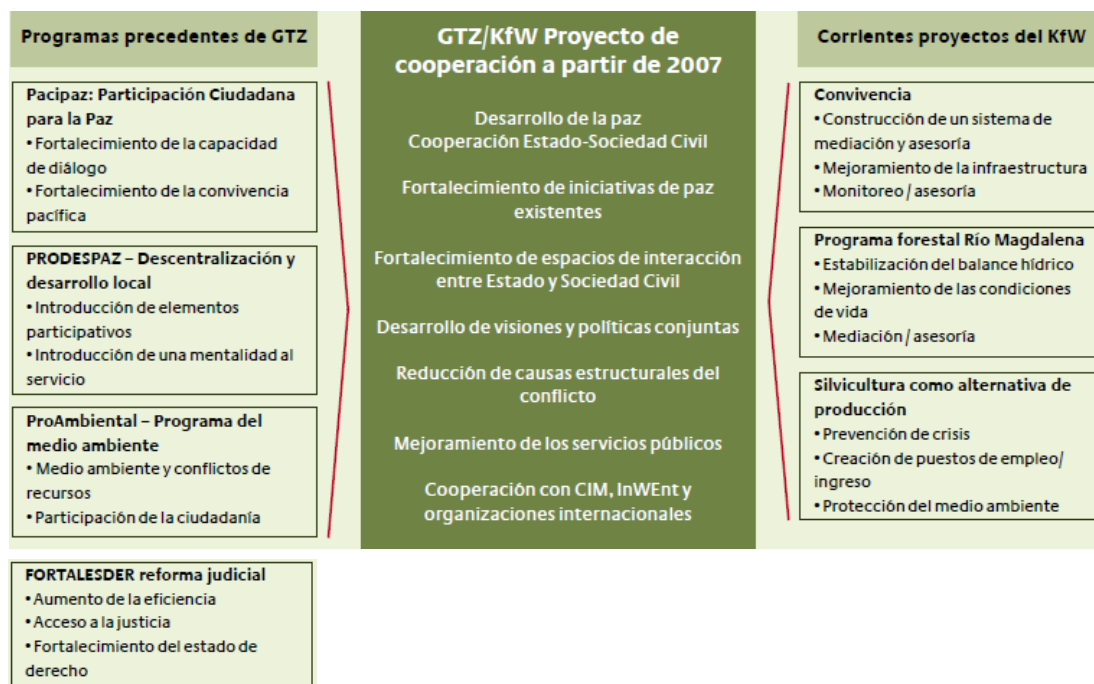 Programas precedentes de GTZ
Pacipaz: Participación Ciudadana
para la Paz
• Fortalecimiento de la capacidad
de diálogo
• Fortalecimiento de la convivencia
pacífica
PRODESPAZ – Descentralización y
desarrollo local
• Introducción de elementos
participativos
• Introducción de una mentalidad al
servicio
ProAmbiental – Programa del
medio ambiente
• Medio ambiente y conflictos de
recursos
• Participación de la ciudadanía
FORTALESDER reforma judicial
• Aumento de la eficiencia
• Acceso a la justicia
• Fortalecimiento del estado de
derecho
GTZ/KfW Proyecto de
cooperación a partir de 2007
Desarrollo de la paz
Cooperación Estado-Sociedad Civil
Fortalecimiento de iniciativas de paz
existentes
Fortalecimiento de espacios de interacción
entre Estado y Sociedad Civil
Desarrollo de visiones y políticas conjuntas
Reducción de causas estructurales del
conflicto
Mejoramiento de los servicios públicos
Cooperación con CIM, InWEnt y
organizaciones internacionales
Corrientes proyectos del KfW
Convivencia
• Construcción de un sistema de
mediación y asesoría
• Mejoramiento de la infraestructura
• Monitoreo / asesoría
Programa forestal Río Magdalena
• Estabilización del balance hídrico
• Mejoramiento de las condiciones
de vida
• Mediación / asesoría
Silvicultura como alternativa de
producción
• Prevención de crisis
• Creación de puestos de empleo/
ingreso
• Protección del medio ambiente